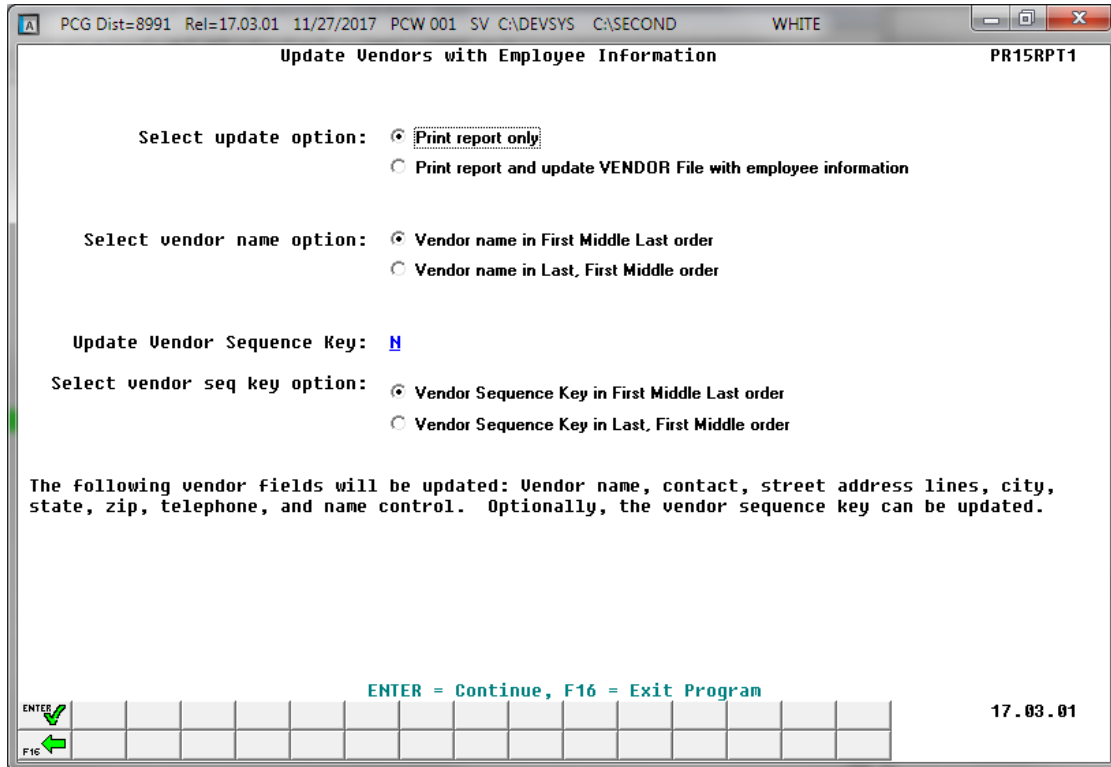 PCG Dist=8991 Rel=17.03.01 11/27/2017 PCW 001 SV C:\DEVSYS C:\SECOND WHITE
Update Vendors with Employee Information PR15RPT1
Select update option: Print report only
Print report and update VENDOR File with employee information
Select vendor name option: Vendor name in First Middle Last order
Vendor name in Last, First Middle order
Update Vendor Sequence Key: N
Select vendor seq key option: Vendor Sequence Key in First Middle Last order
Vendor Sequence Key in Last, First Middle order
The following vendor fields will be updated: Vendor name, contact, street address lines, city,
state, zip, telephone, and name control. Optionally, the vendor sequence key can be updated.
ENTER = Continue, F16 = Exit Program
ENTER 17.03.01
F16